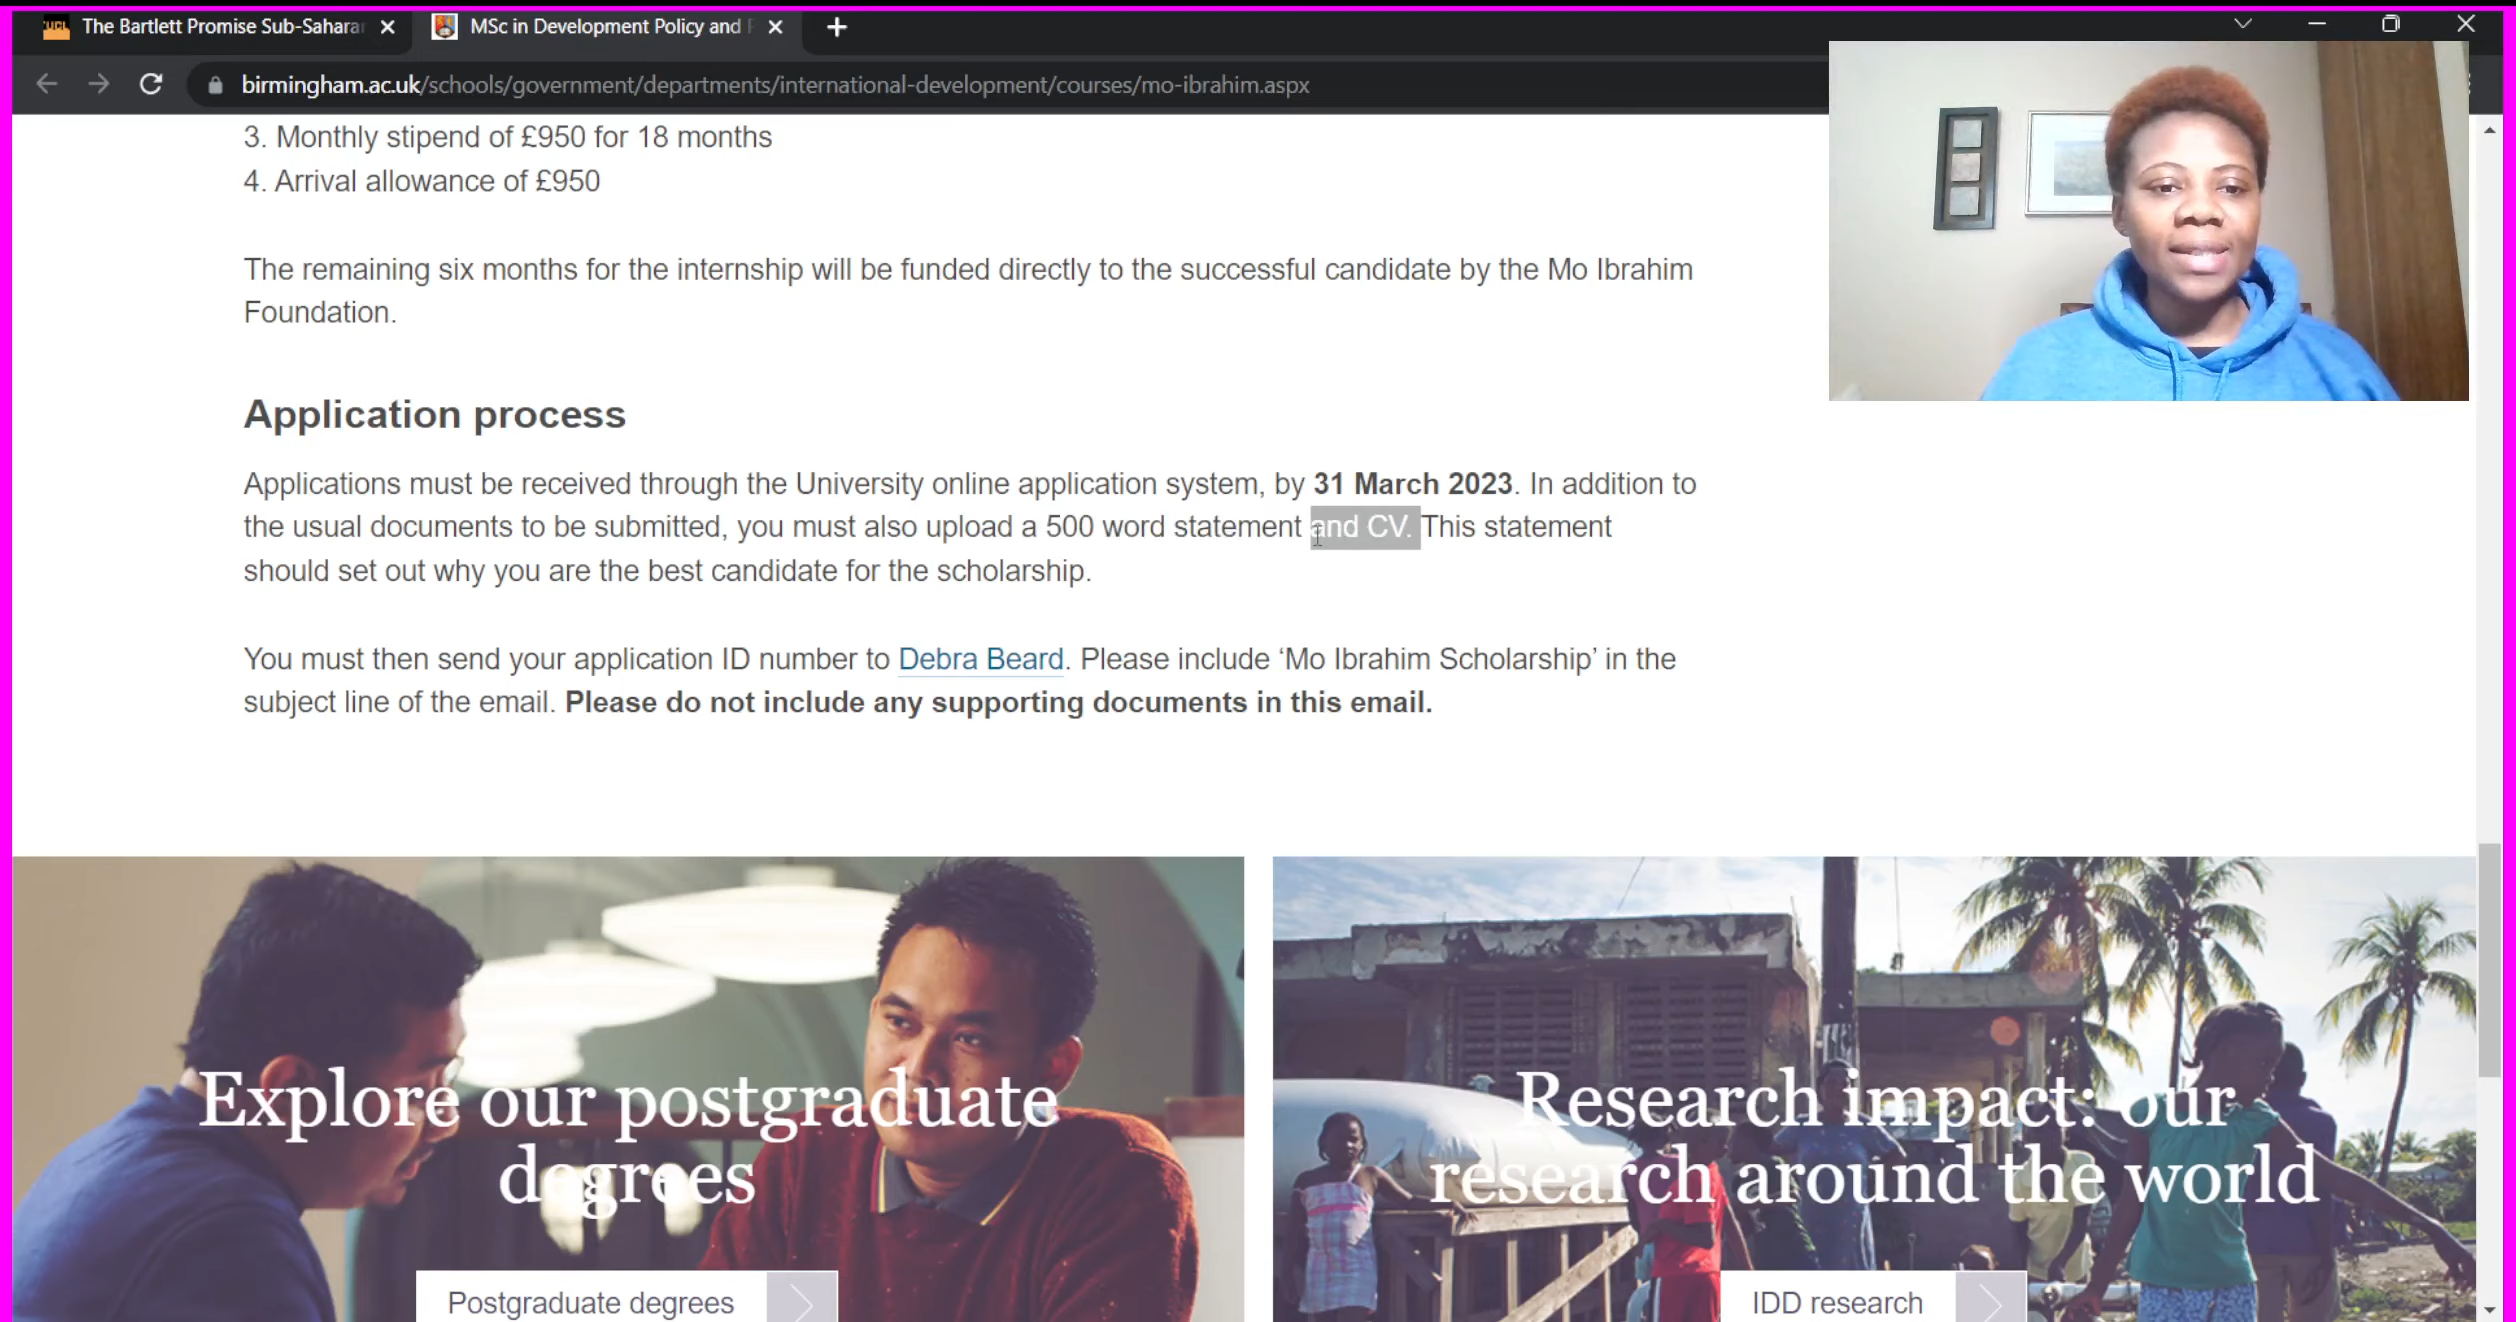 UCL
The Bartlett Promise Sub-Saharan
MSc in Development Policy and P
birmingham.ac.uk/schools/government/departments/international-development/courses/mo-ibrahim.aspx
3. Monthly stipend of £950 for 18 months
4. Arrival allowance of £950
The remaining six months for the internship will be funded directly to the successful candidate by the Mo Ibrahim
Foundation.
Application process
Applications must be received through the University online application system, by 31 March 2023. In addition to
the usual documents to be submitted, you must also upload a 500 word statement and CV. This statement
should set out why you are the best candidate for the scholarship.
You must then send your application ID number to Debra Beard. Please include ‘Mo Ibrahim Scholarship’ in the
subject line of the email. Please do not include any supporting documents in this email.
Explore our postgraduate
degrees
Postgraduate degrees
Research impact: our
research around the world
IDD research